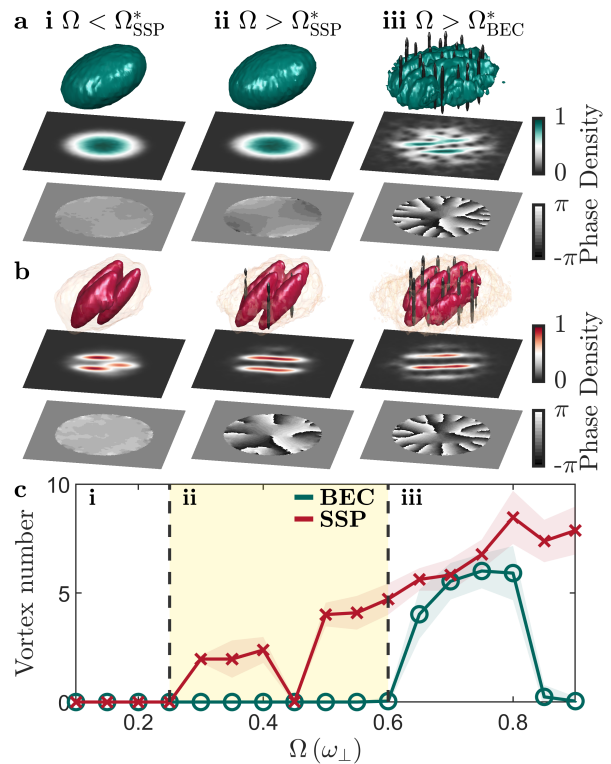 a i Ω < Ω*SSP ii Ω > Ω*SSP iii Ω > Ω*BEC
1
0
Density
π
-π
Phase
b
1
0
Density
π
-π
Phase
c
i ii iii
BEC
SSP
10
5
0
Vortex number
0.2 0.4 0.6 0.8
Ω (ω⊥)